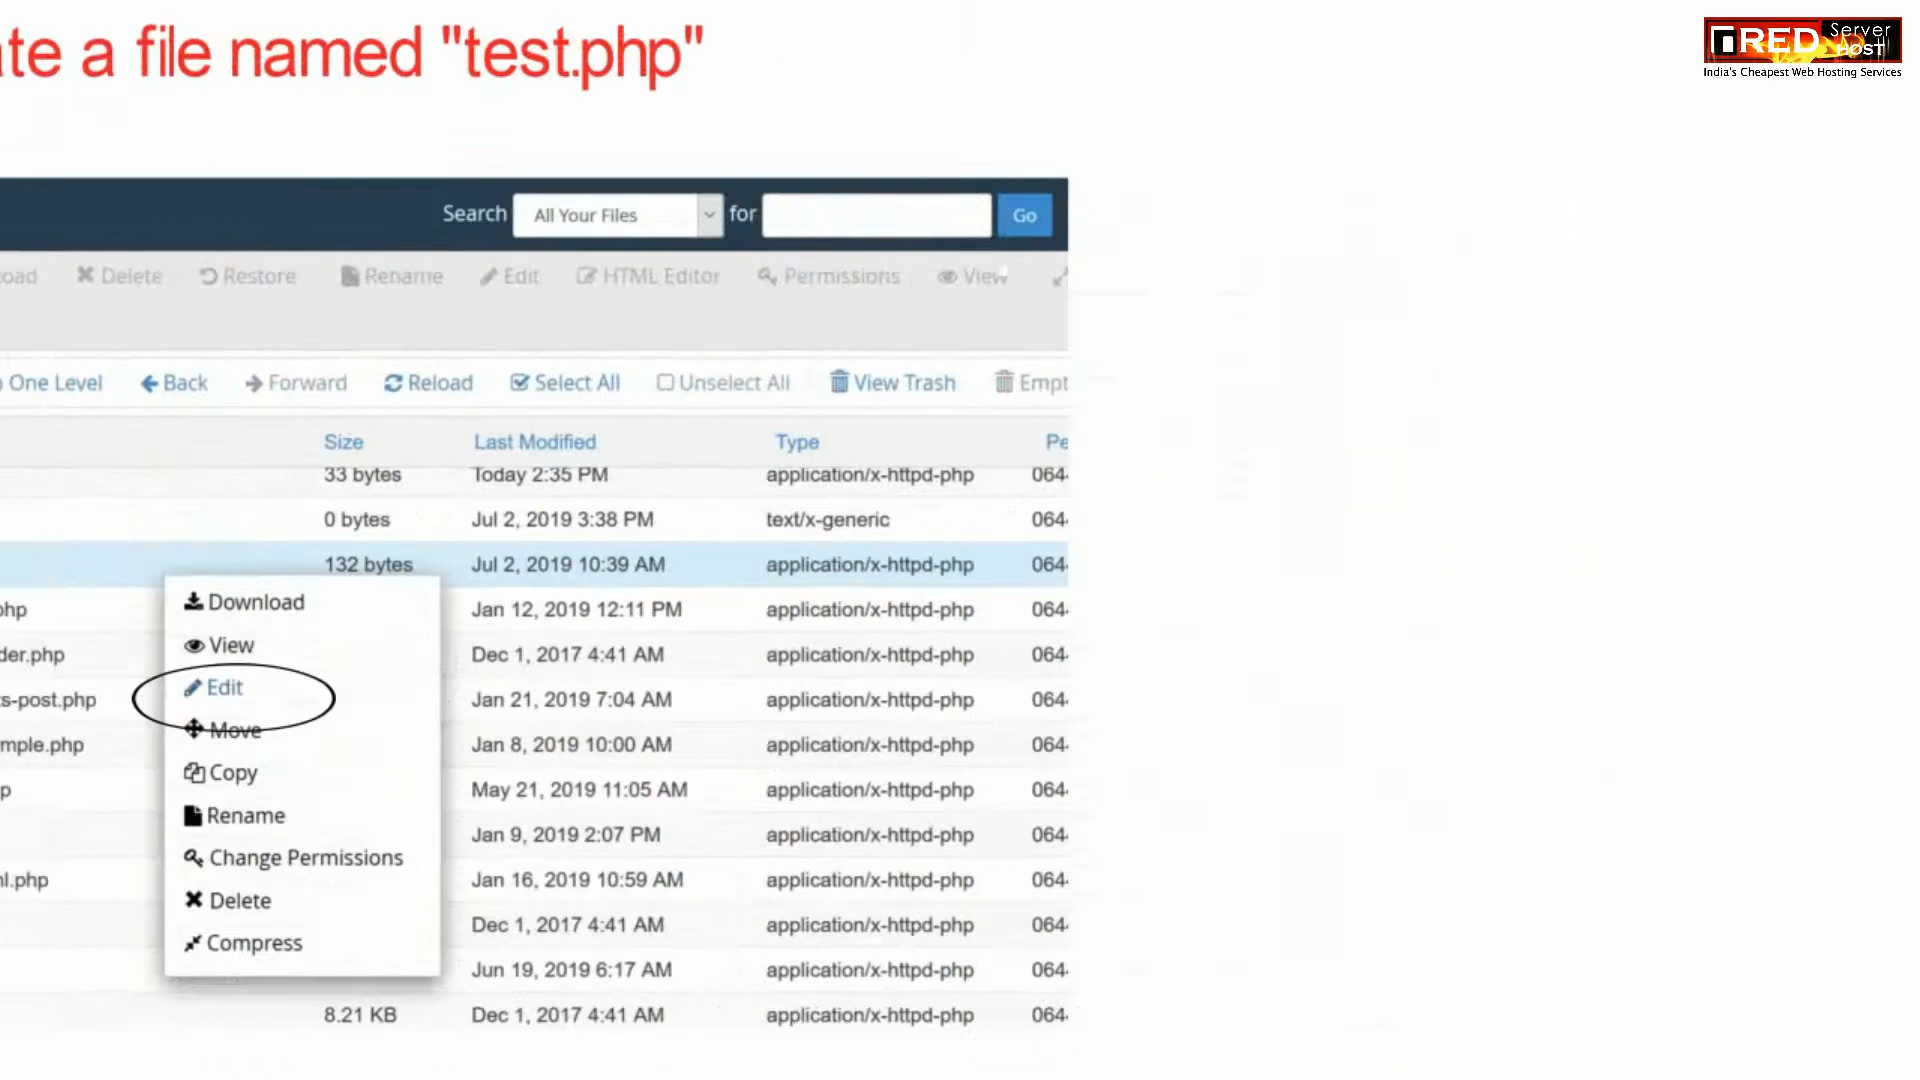 te a file named "test.php"
RED Server HOST
India's Cheapest Web Hosting Services
Search All Your Files for Go
oad Delete Restore Rename Edit HTML Editor Permissions View
One Level Back Forward Reload Select All Unselect All View Trash Empt
Size Last Modified Type Pe
33 bytes Today 2:35 PM application/x-httpd-php 064
0 bytes Jul 2, 2019 3:38 PM text/x-generic 064
132 bytes Jul 2, 2019 10:39 AM application/x-httpd-php 064
Download
hp Jan 12, 2019 12:11 PM application/x-httpd-php 064
View
der.php Dec 1, 2017 4:41 AM application/x-httpd-php 064
Edit
ts-post.php Jan 21, 2019 7:04 AM application/x-httpd-php 064
Move
mple.php Jan 8, 2019 10:00 AM application/x-httpd-php 064
Copy
p May 21, 2019 11:05 AM application/x-httpd-php 064
Rename
Jan 9, 2019 2:07 PM application/x-httpd-php 064
Change Permissions
nl.php Jan 16, 2019 10:59 AM application/x-httpd-php 064
Delete
Dec 1, 2017 4:41 AM application/x-httpd-php 064
Compress
Jun 19, 2019 6:17 AM application/x-httpd-php 064
8.21 KB Dec 1, 2017 4:41 AM application/x-httpd-php 064